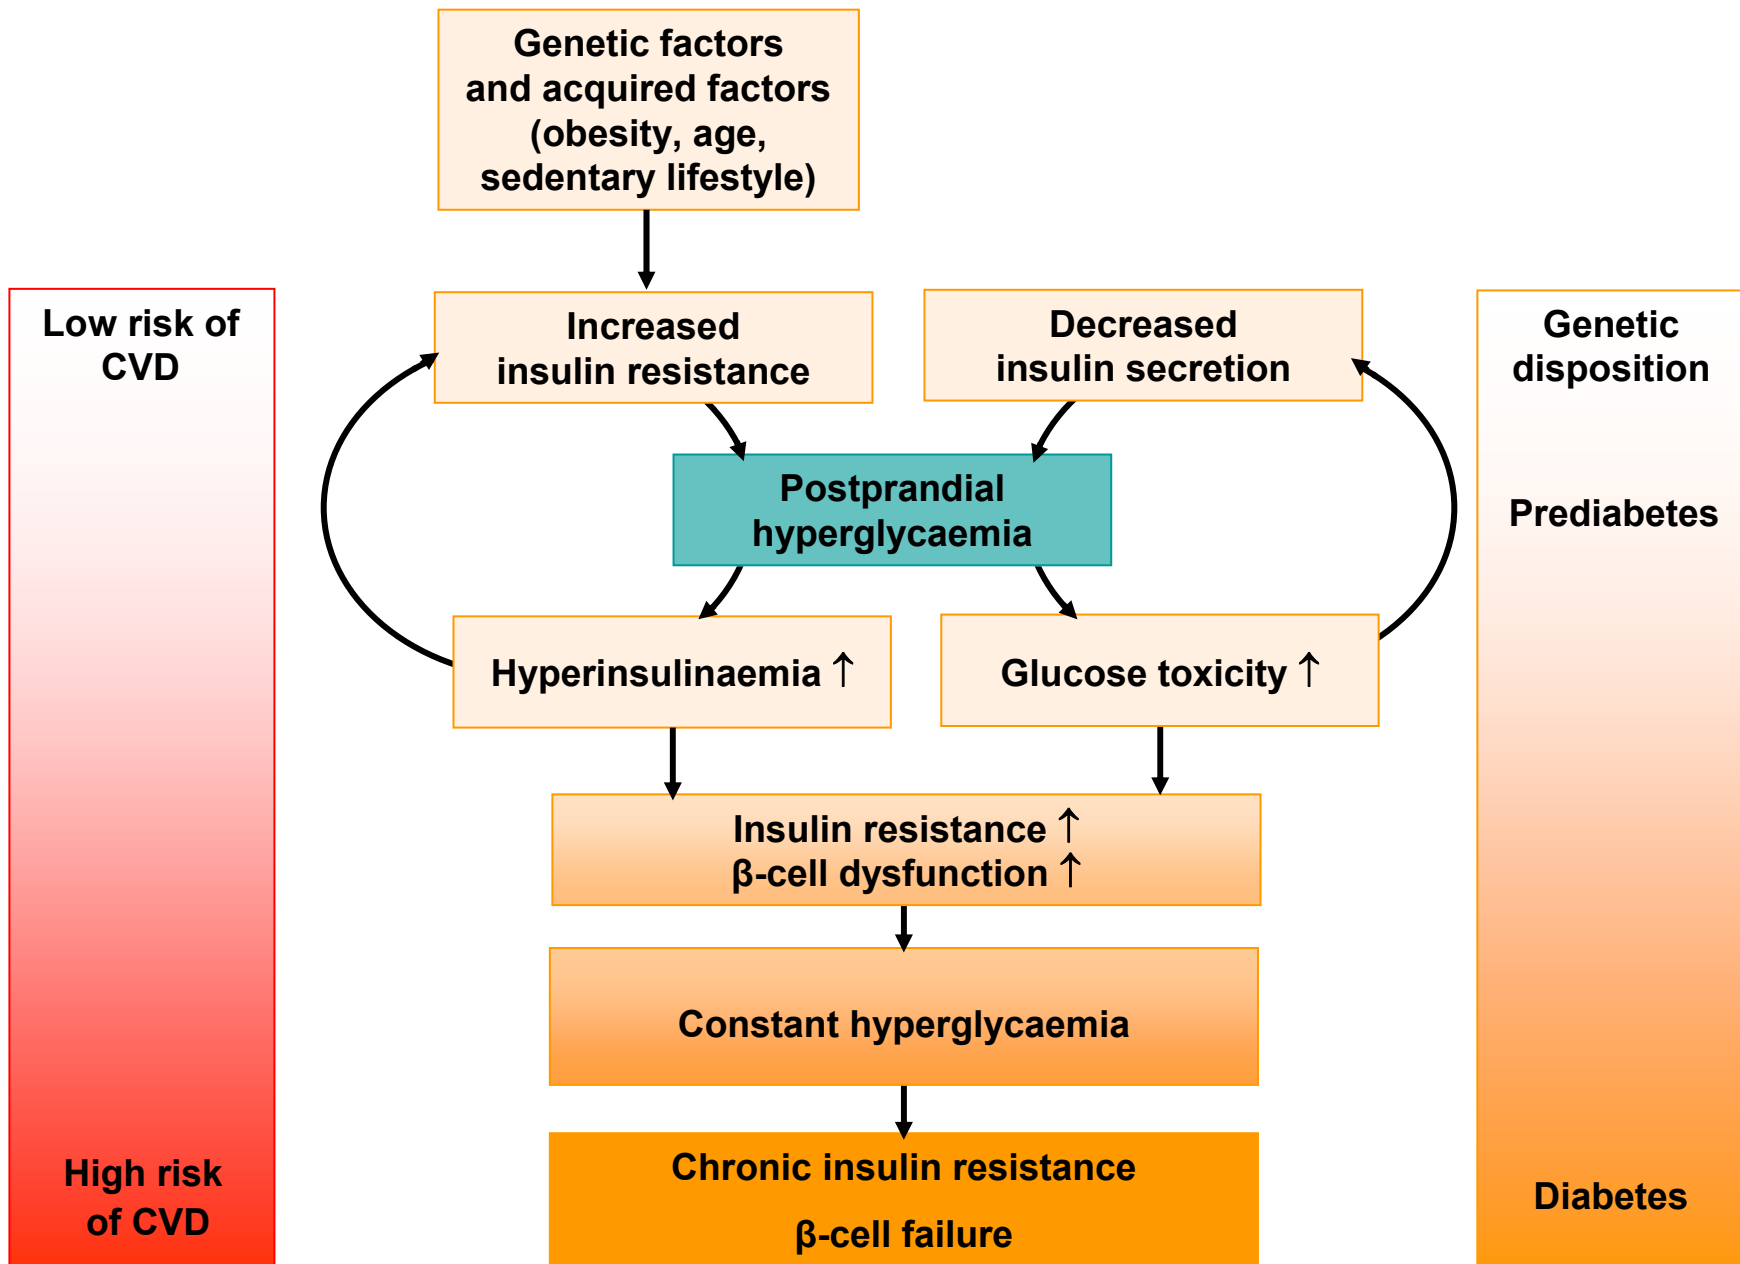 Genetic factors
and acquired factors
(obesity, age,
sedentary lifestyle)
Low risk of
CVD
Increased
insulin resistance
Decreased
insulin secretion
Genetic
disposition
Postprandial
hyperglycaemia
Prediabetes
Hyperinsulinaemia ↑
Glucose toxicity ↑
Insulin resistance ↑
β-cell dysfunction ↑
Constant hyperglycaemia
High risk
of CVD
Chronic insulin resistance
β-cell failure
Diabetes